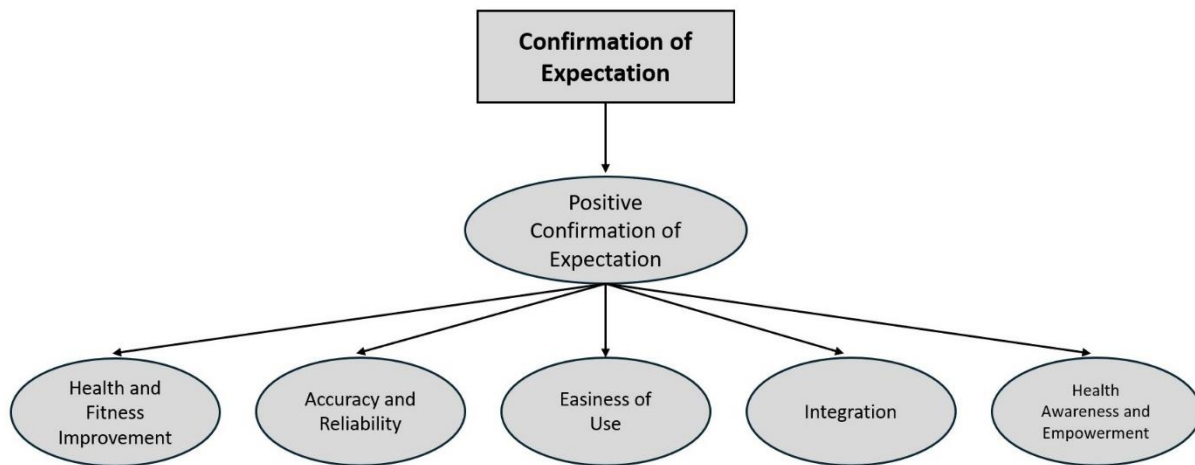 Confirmation of
Expectation
Positive
Confirmation of
Expectation
Health and
Fitness
Improvement
Accuracy and
Reliability
Easiness of
Use
Integration
Health
Awareness and
Empowerment